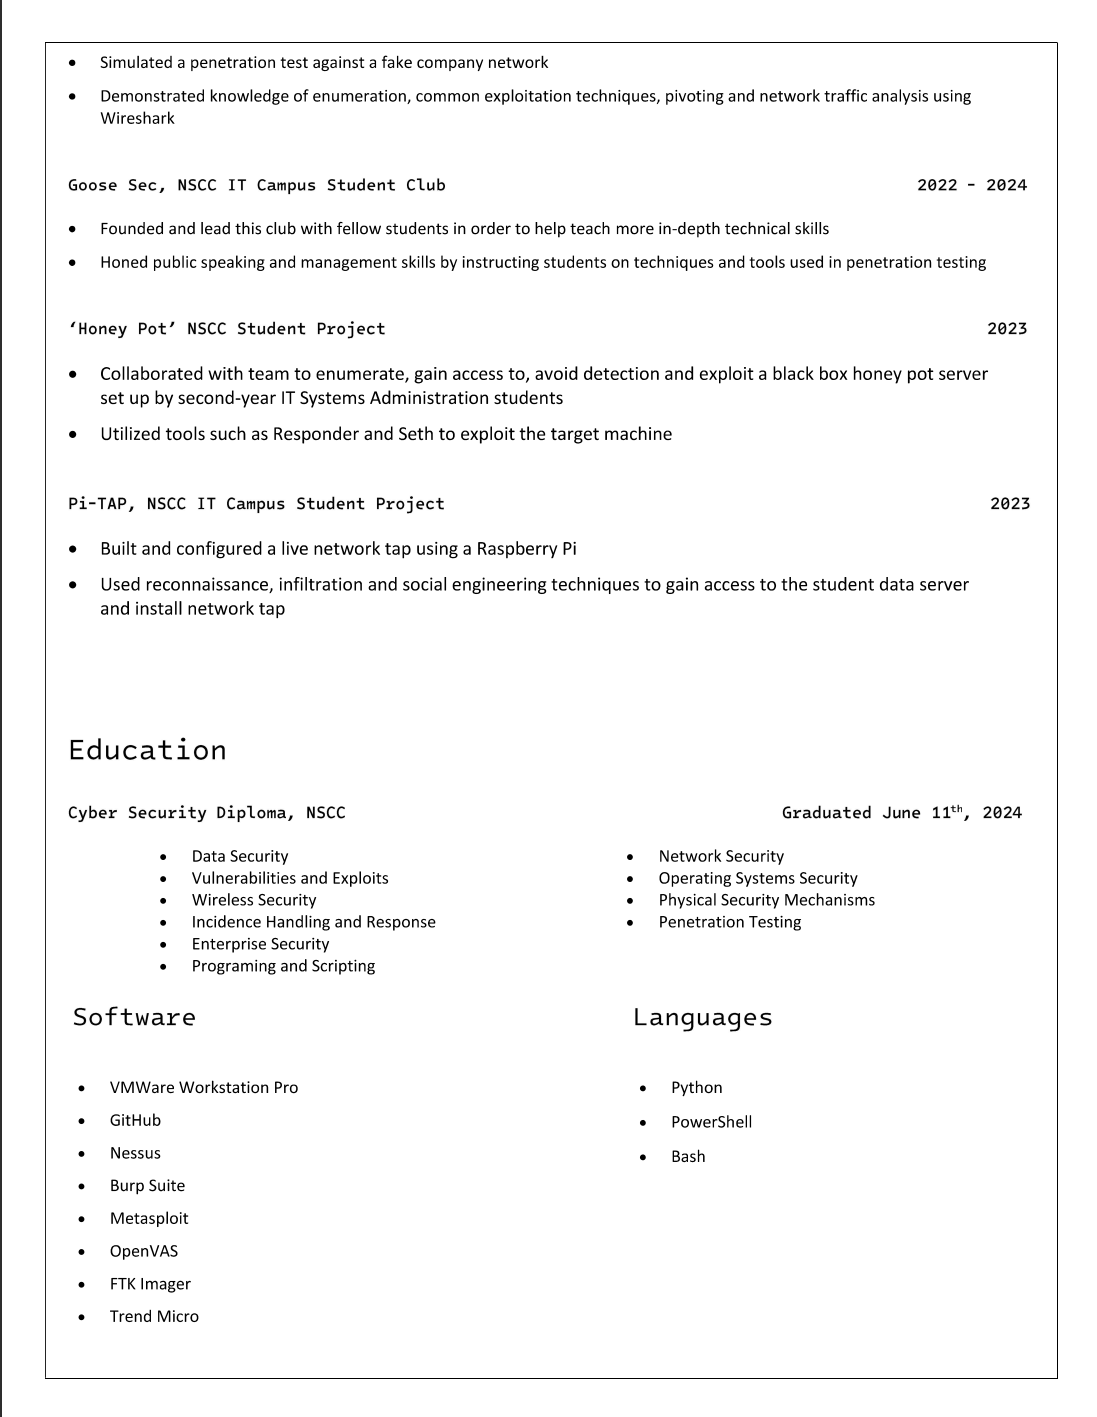 • Simulated a penetration test against a fake company network
• Demonstrated knowledge of enumeration, common exploitation techniques, pivoting and network traffic analysis using
Wireshark
Goose Sec, NSCC IT Campus Student Club 2022 – 2024
• Founded and lead this club with fellow students in order to help teach more in-depth technical skills
• Honed public speaking and management skills by instructing students on techniques and tools used in penetration testing
‘Honey Pot’ NSCC Student Project 2023
• Collaborated with team to enumerate, gain access to, avoid detection and exploit a black box honey pot server
set up by second-year IT Systems Administration students
• Utilized tools such as Responder and Seth to exploit the target machine
Pi-TAP, NSCC IT Campus Student Project 2023
• Built and configured a live network tap using a Raspberry Pi
• Used reconnaissance, infiltration and social engineering techniques to gain access to the student data server
and install network tap
Education
Cyber Security Diploma, NSCC Graduated June 11th, 2024
• Data Security
• Vulnerabilities and Exploits
• Wireless Security
• Incidence Handling and Response
• Enterprise Security
• Programing and Scripting
• Network Security
• Operating Systems Security
• Physical Security Mechanisms
• Penetration Testing
Software
• VMWare Workstation Pro
• GitHub
• Nessus
• Burp Suite
• Metasploit
• OpenVAS
• FTK Imager
• Trend Micro
Languages
• Python
• PowerShell
• Bash